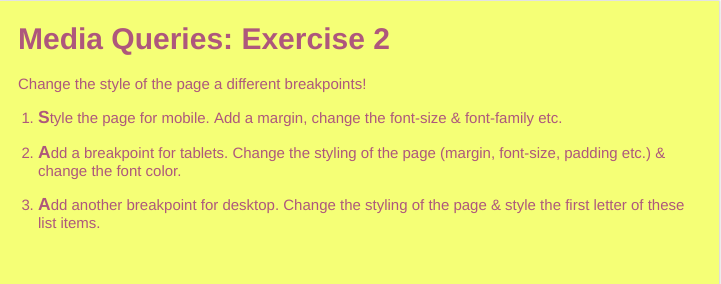 Media Queries: Exercise 2
Change the style of the page a different breakpoints!
1. Style the page for mobile. Add a margin, change the font-size & font-family etc.
2. Add a breakpoint for tablets. Change the styling of the page (margin, font-size, padding etc.) &
change the font color.
3. Add another breakpoint for desktop. Change the styling of the page & style the first letter of these
list items.